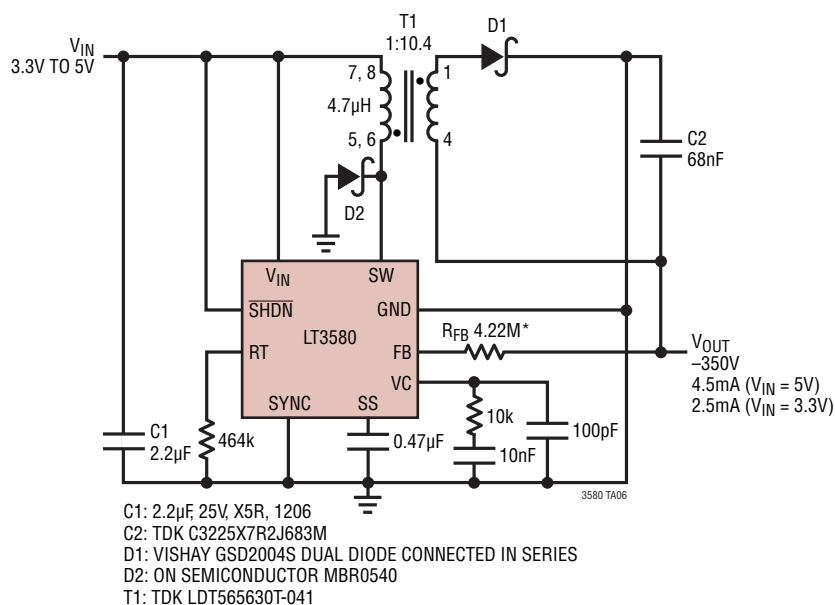 T1
1:10.4
D1
VIN
3.3V TO 5V
7, 8
1
4.7µH
5, 6
4
C2
68nF
D2
VIN
SW
SHDN
GND
LT3580
RFB 4.22M*
RT
FB
VOUT
–350V
4.5mA (VIN = 5V)
2.5mA (VIN = 3.3V)
VC
SYNC
SS
C1
2.2µF
464k
0.47µF
10k
10nF
100pF
3580 TA06
C1: 2.2µF, 25V, X5R, 1206
C2: TDK C3225X7R2J683M
D1: VISHAY GSD2004S DUAL DIODE CONNECTED IN SERIES
D2: ON SEMICONDUCTOR MBR0540
T1: TDK LDT565630T-041